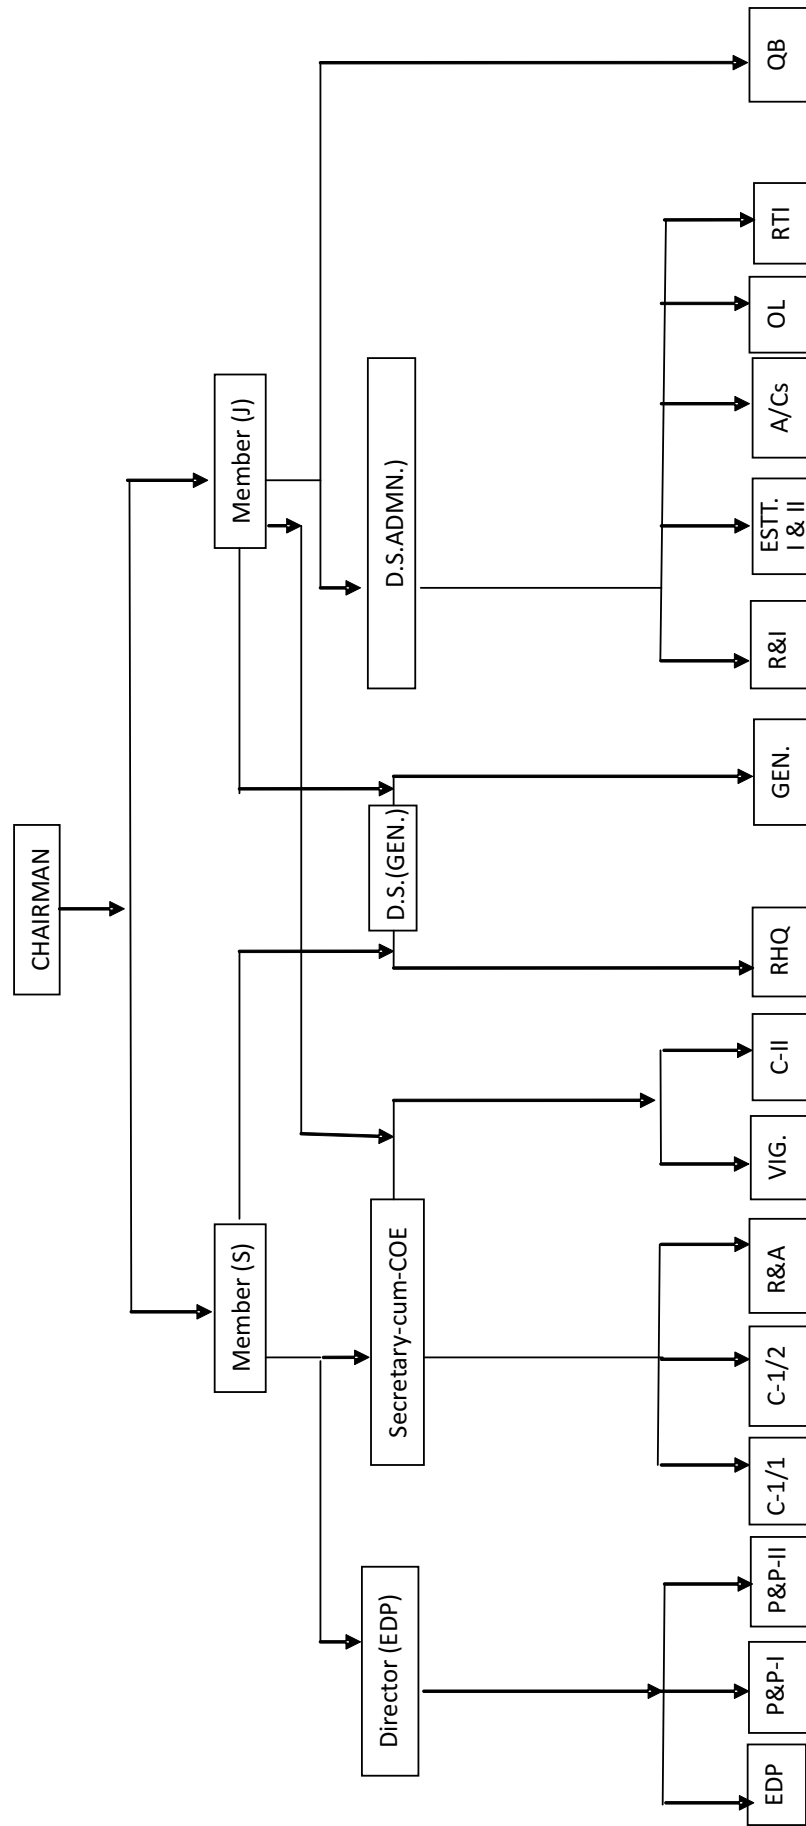 CHAIRMAN
Member (S)
Member (J)
Director (EDP)
Secretary-cum-COE
D.S.(GEN.)
D.S.ADMN.)
EDP
P&P-I
P&P-II
C-1/1
C-1/2
R&A
VIG.
C-II
RHQ
GEN.
R&I
ESTT.
I & II
A/Cs
OL
RTI
QB